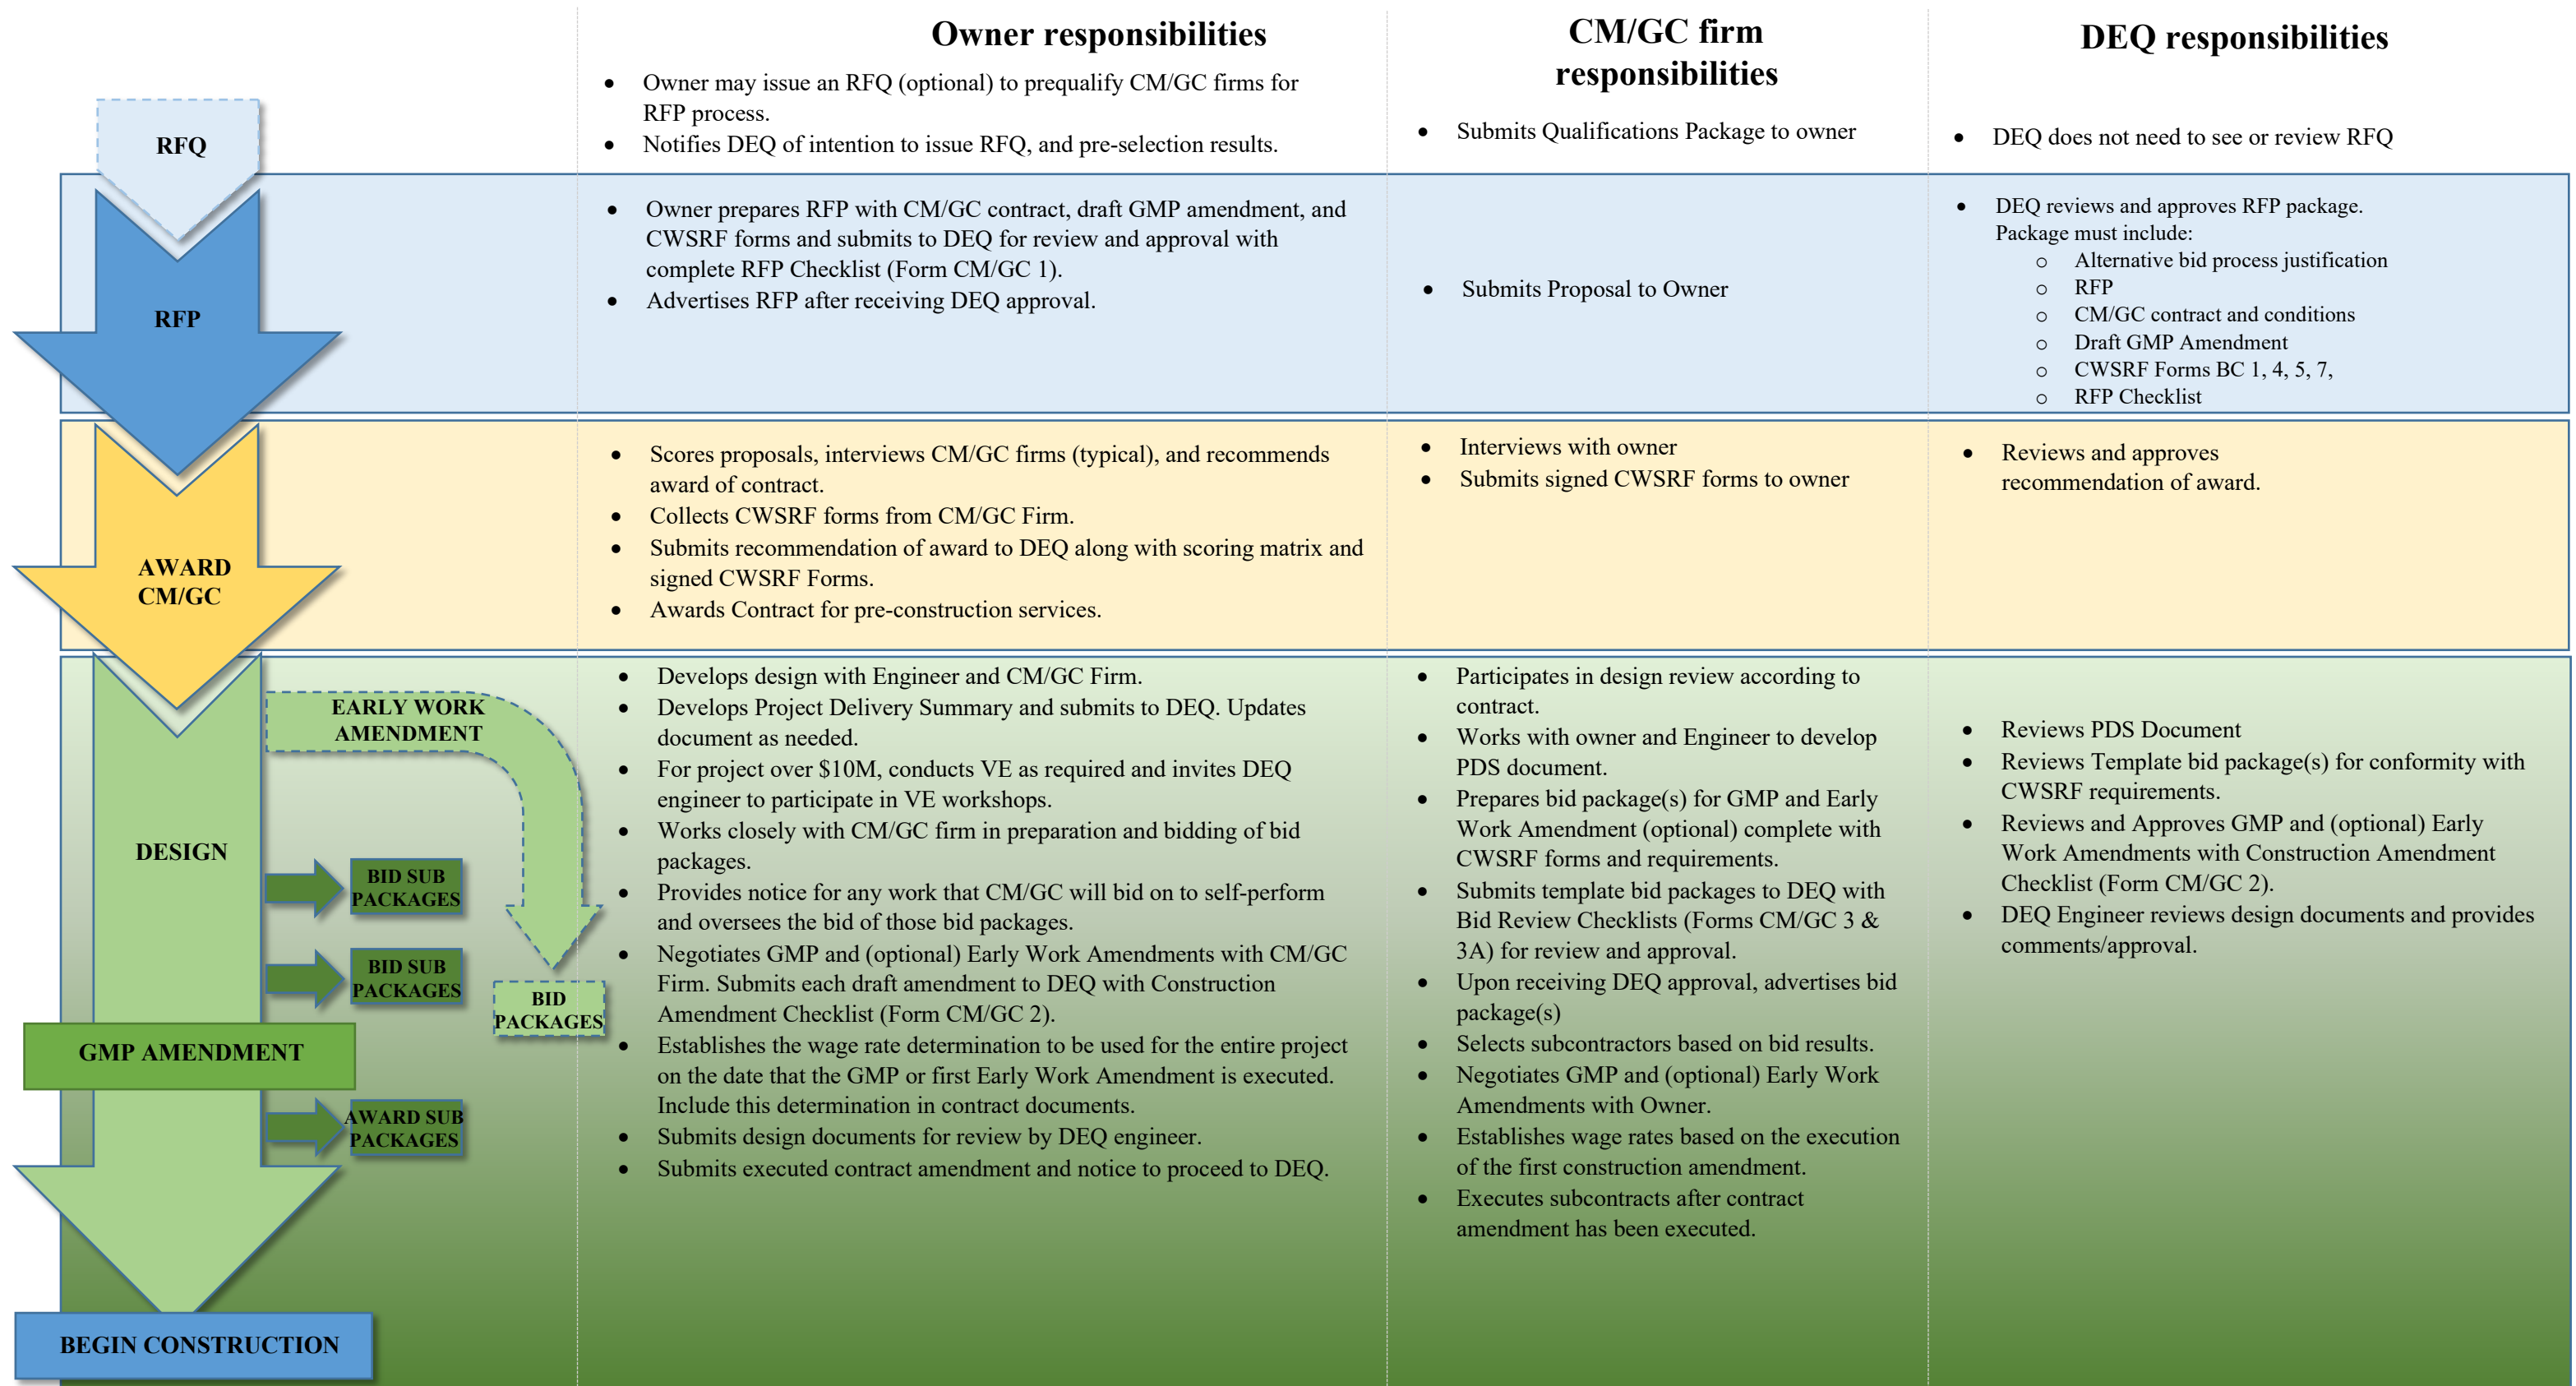 Owner responsibilities
CM/GC firm
responsibilities
DEQ responsibilities
RFQ
• Owner may issue an RFQ (optional) to prequalify CM/GC firms for
RFP process.
• Notifies DEQ of intention to issue RFQ, and pre-selection results.
• Submits Qualifications Package to owner
• DEQ does not need to see or review RFQ
RFP
• Owner prepares RFP with CM/GC contract, draft GMP amendment, and
CWSRF forms and submits to DEQ for review and approval with
complete RFP Checklist (Form CM/GC 1).
• Advertises RFP after receiving DEQ approval.
• Submits Proposal to Owner
• DEQ reviews and approves RFP package.
Package must include:
o Alternative bid process justification
o RFP
o CM/GC contract and conditions
o Draft GMP Amendment
o CWSRF Forms BC 1, 4, 5, 7,
o RFP Checklist
AWARD
CM/GC
• Scores proposals, interviews CM/GC firms (typical), and recommends
award of contract.
• Collects CWSRF forms from CM/GC Firm.
• Submits recommendation of award to DEQ along with scoring matrix and
signed CWSRF Forms.
• Awards Contract for pre-construction services.
• Interviews with owner
• Submits signed CWSRF forms to owner
• Reviews and approves
recommendation of award.
DESIGN
EARLY WORK
AMENDMENT
BID SUB
PACKAGES
BID SUB
PACKAGES
BID
PACKAGES
GMP AMENDMENT
AWARD SUB
PACKAGES
BEGIN CONSTRUCTION
• Develops design with Engineer and CM/GC Firm.
• Develops Project Delivery Summary and submits to DEQ. Updates
document as needed.
• For project over $10M, conducts VE as required and invites DEQ
engineer to participate in VE workshops.
• Works closely with CM/GC firm in preparation and bidding of bid
packages.
• Provides notice for any work that CM/GC will bid on to self-perform
and oversees the bid of those bid packages.
• Negotiates GMP and (optional) Early Work Amendments with CM/GC
Firm. Submits each draft amendment to DEQ with Construction
Amendment Checklist (Form CM/GC 2).
• Establishes the wage rate determination to be used for the entire project
on the date that the GMP or first Early Work Amendment is executed.
Include this determination in contract documents.
• Submits design documents for review by DEQ engineer.
• Submits executed contract amendment and notice to proceed to DEQ.
• Participates in design review according to
contract.
• Works with owner and Engineer to develop
PDS document.
• Prepares bid package(s) for GMP and Early
Work Amendment (optional) complete with
CWSRF forms and requirements.
• Submits template bid packages to DEQ with
Bid Review Checklists (Forms CM/GC 3 &
3A) for review and approval.
• Upon receiving DEQ approval, advertises bid
package(s)
• Selects subcontractors based on bid results.
• Negotiates GMP and (optional) Early Work
Amendments with Owner.
• Establishes wage rates based on the execution
of the first construction amendment.
• Executes subcontracts after contract
amendment has been executed.
• Reviews PDS Document
• Reviews Template bid package(s) for conformity with
CWSRF requirements.
• Reviews and Approves GMP and (optional) Early
Work Amendments with Construction Amendment
Checklist (Form CM/GC 2).
• DEQ Engineer reviews design documents and provides
comments/approval.